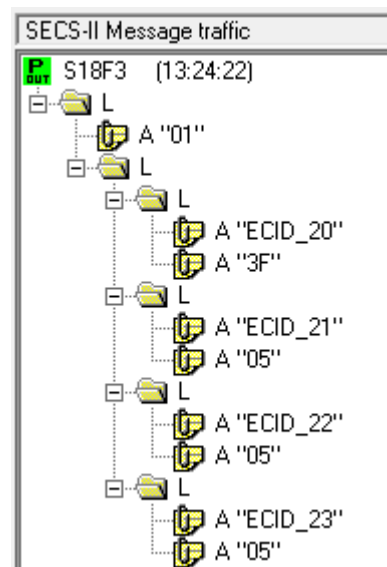 SECS-II Message traffic
P OUT S18F3 (13:24:22)
L
A "01"
L
L
A "ECID_20"
A "3F"
L
A "ECID_21"
A "05"
L
A "ECID_22"
A "05"
L
A "ECID_23"
A "05"